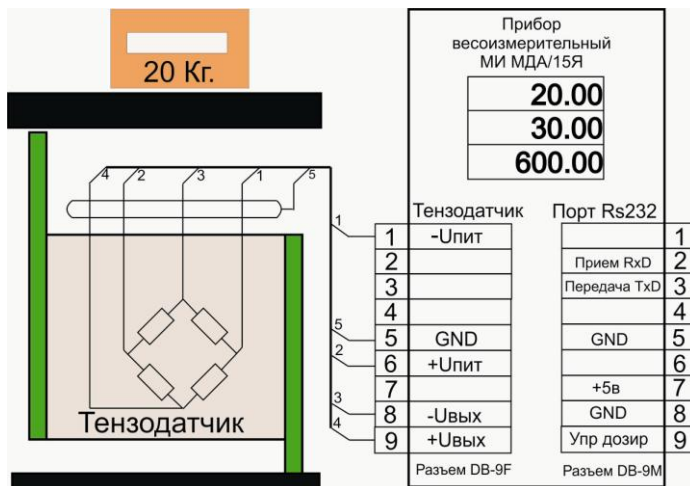 20 Кг.
4 2 3 1 5
Тензодатчик
Прибор
весоизмерительный
МИ МДА/15Я
20.00
30.00
600.00
Тензодатчик
1 1 -Uпит
2
3
4
5 5 GND
2 6 +Uпит
7
3 8 -Uвых
4 9 +Uвых
Разъем DB-9F
Порт Rs232
1
Прием RxD 2
Передача TxD 3
4
GND 5
6
+5в 7
GND 8
Упр дозир 9
Разъем DB-9M